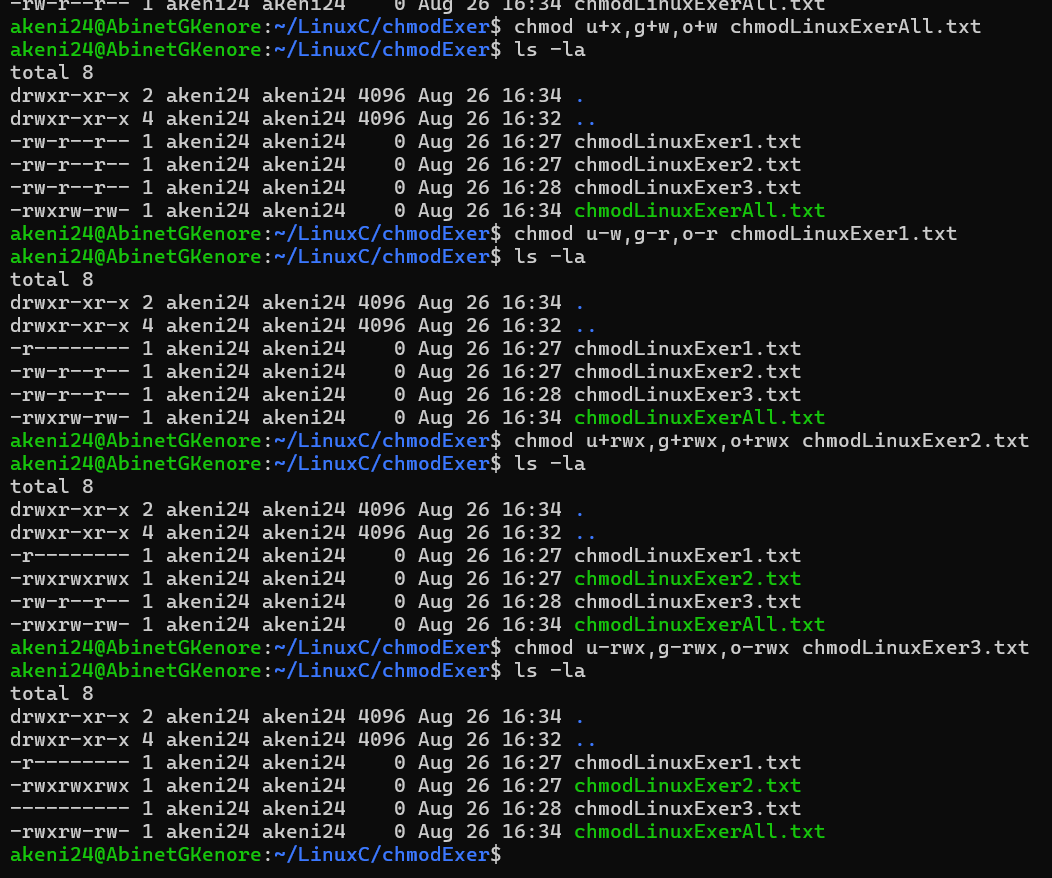 -rw-r--r-- 1 akeni24 akeni24    0 Aug 26 16:34 chmodLinuxExerAll.txt
akeni24@AbinetGKenore:~/LinuxC/chmodExer$ chmod u+x,g+w,o+w chmodLinuxExerAll.txt
akeni24@AbinetGKenore:~/LinuxC/chmodExer$ ls -la
total 8
drwxr-xr-x 2 akeni24 akeni24 4096 Aug 26 16:34 .
drwxr-xr-x 4 akeni24 akeni24 4096 Aug 26 16:32 ..
-rw-r--r-- 1 akeni24 akeni24    0 Aug 26 16:27 chmodLinuxExer1.txt
-rw-r--r-- 1 akeni24 akeni24    0 Aug 26 16:27 chmodLinuxExer2.txt
-rw-r--r-- 1 akeni24 akeni24    0 Aug 26 16:28 chmodLinuxExer3.txt
-rwxrw-rw- 1 akeni24 akeni24    0 Aug 26 16:34 chmodLinuxExerAll.txt
akeni24@AbinetGKenore:~/LinuxC/chmodExer$ chmod u-w,g-r,o-r chmodLinuxExer1.txt
akeni24@AbinetGKenore:~/LinuxC/chmodExer$ ls -la
total 8
drwxr-xr-x 2 akeni24 akeni24 4096 Aug 26 16:34 .
drwxr-xr-x 4 akeni24 akeni24 4096 Aug 26 16:32 ..
-r-------- 1 akeni24 akeni24    0 Aug 26 16:27 chmodLinuxExer1.txt
-rw-r--r-- 1 akeni24 akeni24    0 Aug 26 16:27 chmodLinuxExer2.txt
-rw-r--r-- 1 akeni24 akeni24    0 Aug 26 16:28 chmodLinuxExer3.txt
-rwxrw-rw- 1 akeni24 akeni24    0 Aug 26 16:34 chmodLinuxExerAll.txt
akeni24@AbinetGKenore:~/LinuxC/chmodExer$ chmod u+rwx,g+rwx,o+rwx chmodLinuxExer2.txt
akeni24@AbinetGKenore:~/LinuxC/chmodExer$ ls -la
total 8
drwxr-xr-x 2 akeni24 akeni24 4096 Aug 26 16:34 .
drwxr-xr-x 4 akeni24 akeni24 4096 Aug 26 16:32 ..
-r-------- 1 akeni24 akeni24    0 Aug 26 16:27 chmodLinuxExer1.txt
-rwxrwxrwx 1 akeni24 akeni24    0 Aug 26 16:27 chmodLinuxExer2.txt
-rw-r--r-- 1 akeni24 akeni24    0 Aug 26 16:28 chmodLinuxExer3.txt
-rwxrw-rw- 1 akeni24 akeni24    0 Aug 26 16:34 chmodLinuxExerAll.txt
akeni24@AbinetGKenore:~/LinuxC/chmodExer$ chmod u-rwx,g-rwx,o-rwx chmodLinuxExer3.txt
akeni24@AbinetGKenore:~/LinuxC/chmodExer$ ls -la
total 8
drwxr-xr-x 2 akeni24 akeni24 4096 Aug 26 16:34 .
drwxr-xr-x 4 akeni24 akeni24 4096 Aug 26 16:32 ..
-r-------- 1 akeni24 akeni24    0 Aug 26 16:27 chmodLinuxExer1.txt
-rwxrwxrwx 1 akeni24 akeni24    0 Aug 26 16:27 chmodLinuxExer2.txt
---------- 1 akeni24 akeni24    0 Aug 26 16:28 chmodLinuxExer3.txt
-rwxrw-rw- 1 akeni24 akeni24    0 Aug 26 16:34 chmodLinuxExerAll.txt
akeni24@AbinetGKenore:~/LinuxC/chmodExer$